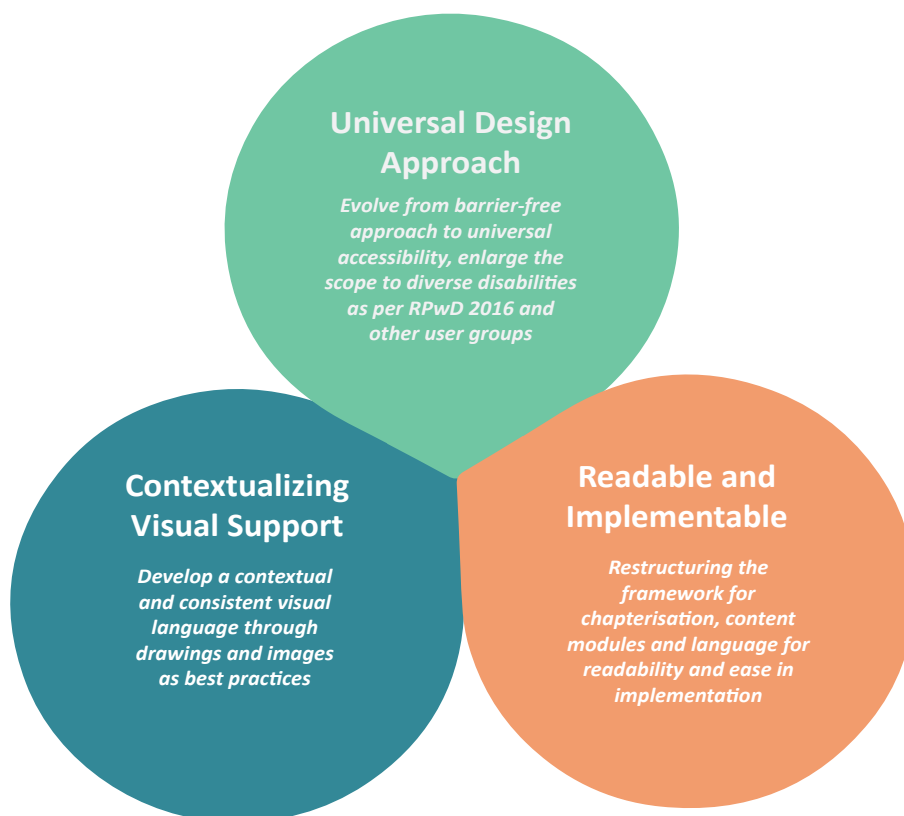 Universal Design
Approach
Evolve from barrier-free
approach to universal
accessibility, enlarge the
scope to diverse disabilities
as per RPwD 2016 and
other user groups
Contextualizing
Visual Support
Develop a contextual
and consistent visual
language through
drawings and images
as best practices
Readable and
Implementable
Restructuring the
framework for
chapterisation, content
modules and language for
readability and ease in
implementation